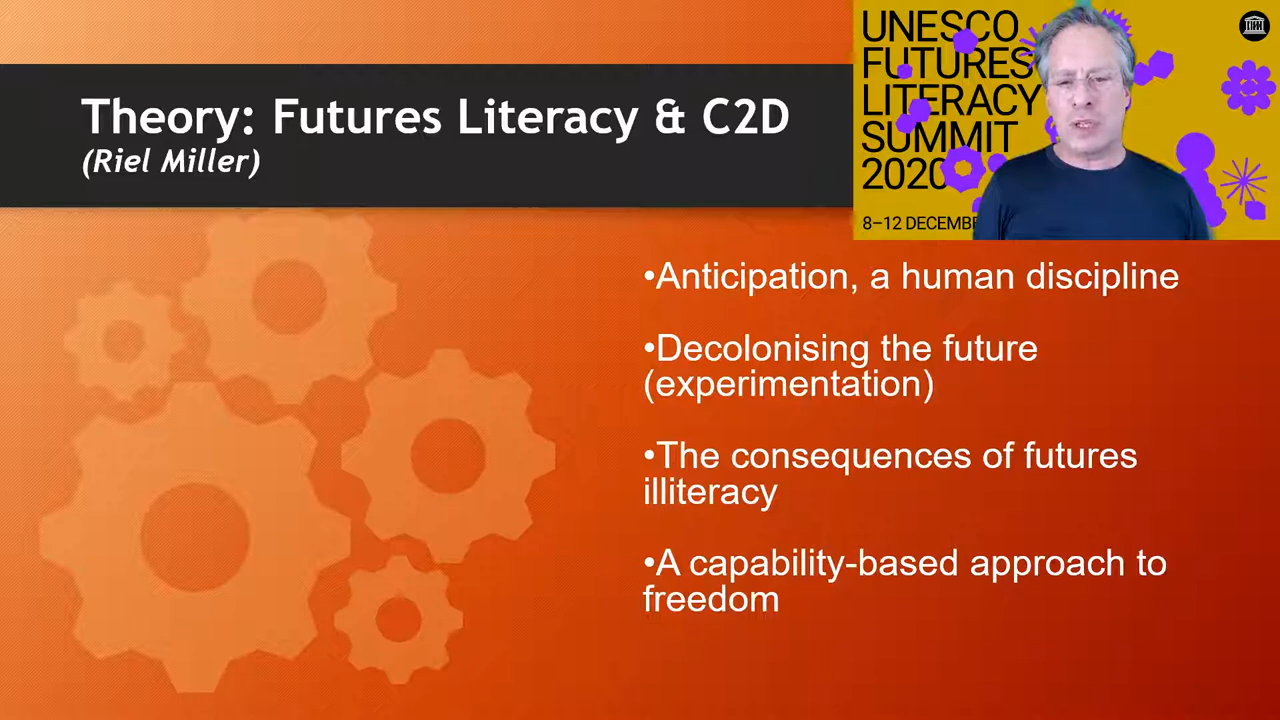 Theory: Futures Literacy & C2D
(Riel Miller)
UNESCO
FUTURES
LITERACY
SUMMIT
2020
8–12
•Anticipation, a human discipline
•Decolonising the future
(experimentation)
•The consequences of futures
illiteracy
•A capability-based approach to
freedom